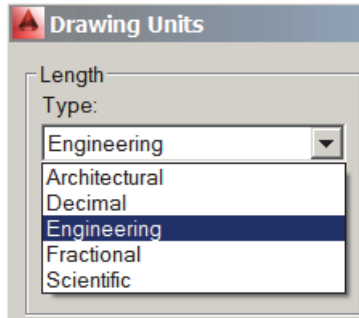 Drawing Units
Length
Type:
Engineering
Architectural
Decimal
Engineering
Fractional
Scientific